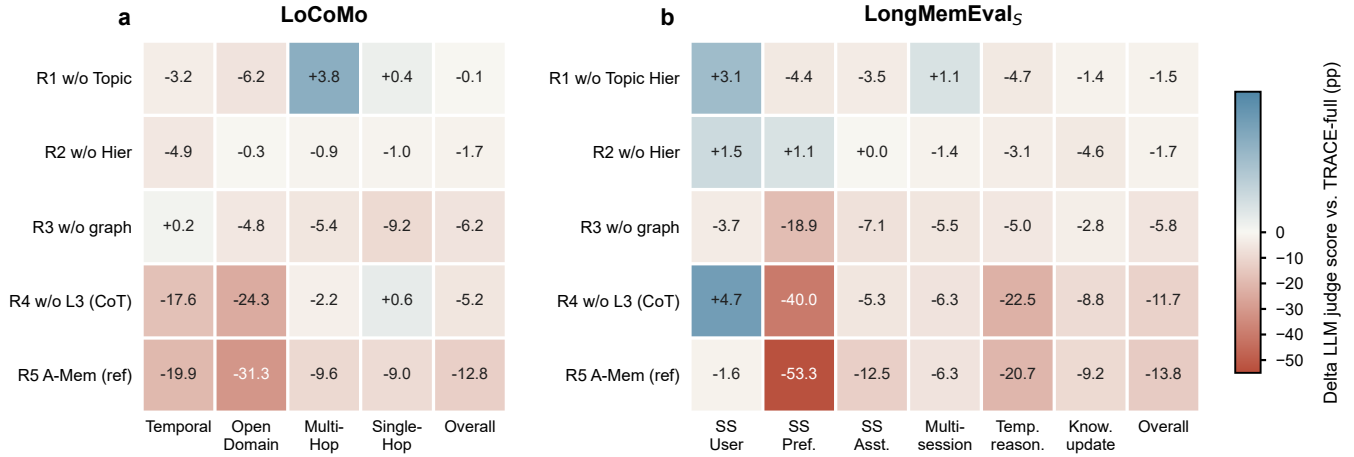 a LoCoMo
R1 w/o Topic -3.2 -6.2 +3.8 +0.4 -0.1
R2 w/o Hier -4.9 -0.3 -0.9 -1.0 -1.7
R3 w/o graph +0.2 -4.8 -5.4 -9.2 -6.2
R4 w/o L3 (CoT) -17.6 -24.3 -2.2 +0.6 -5.2
R5 A-Mem (ref) -19.9 -31.3 -9.6 -9.0 -12.8
Temporal Open Multi- Single- Overall
Domain Hop Hop
b LongMemEvalS
R1 w/o Topic Hier +3.1 -4.4 -3.5 +1.1 -4.7 -1.4 -1.5
R2 w/o Hier +1.5 +1.1 +0.0 -1.4 -3.1 -4.6 -1.7
R3 w/o graph -3.7 -18.9 -7.1 -5.5 -5.0 -2.8 -5.8
R4 w/o L3 (CoT) +4.7 -40.0 -5.3 -6.3 -22.5 -8.8 -11.7
R5 A-Mem (ref) -1.6 -53.3 -12.5 -6.3 -20.7 -9.2 -13.8
SS SS SS Multi- Temp. Know. Overall
User Pref. Asst. session reason. update
0
−10
−20
−30
−40
−50
Delta LLM judge score vs. TRACE-full (pp)